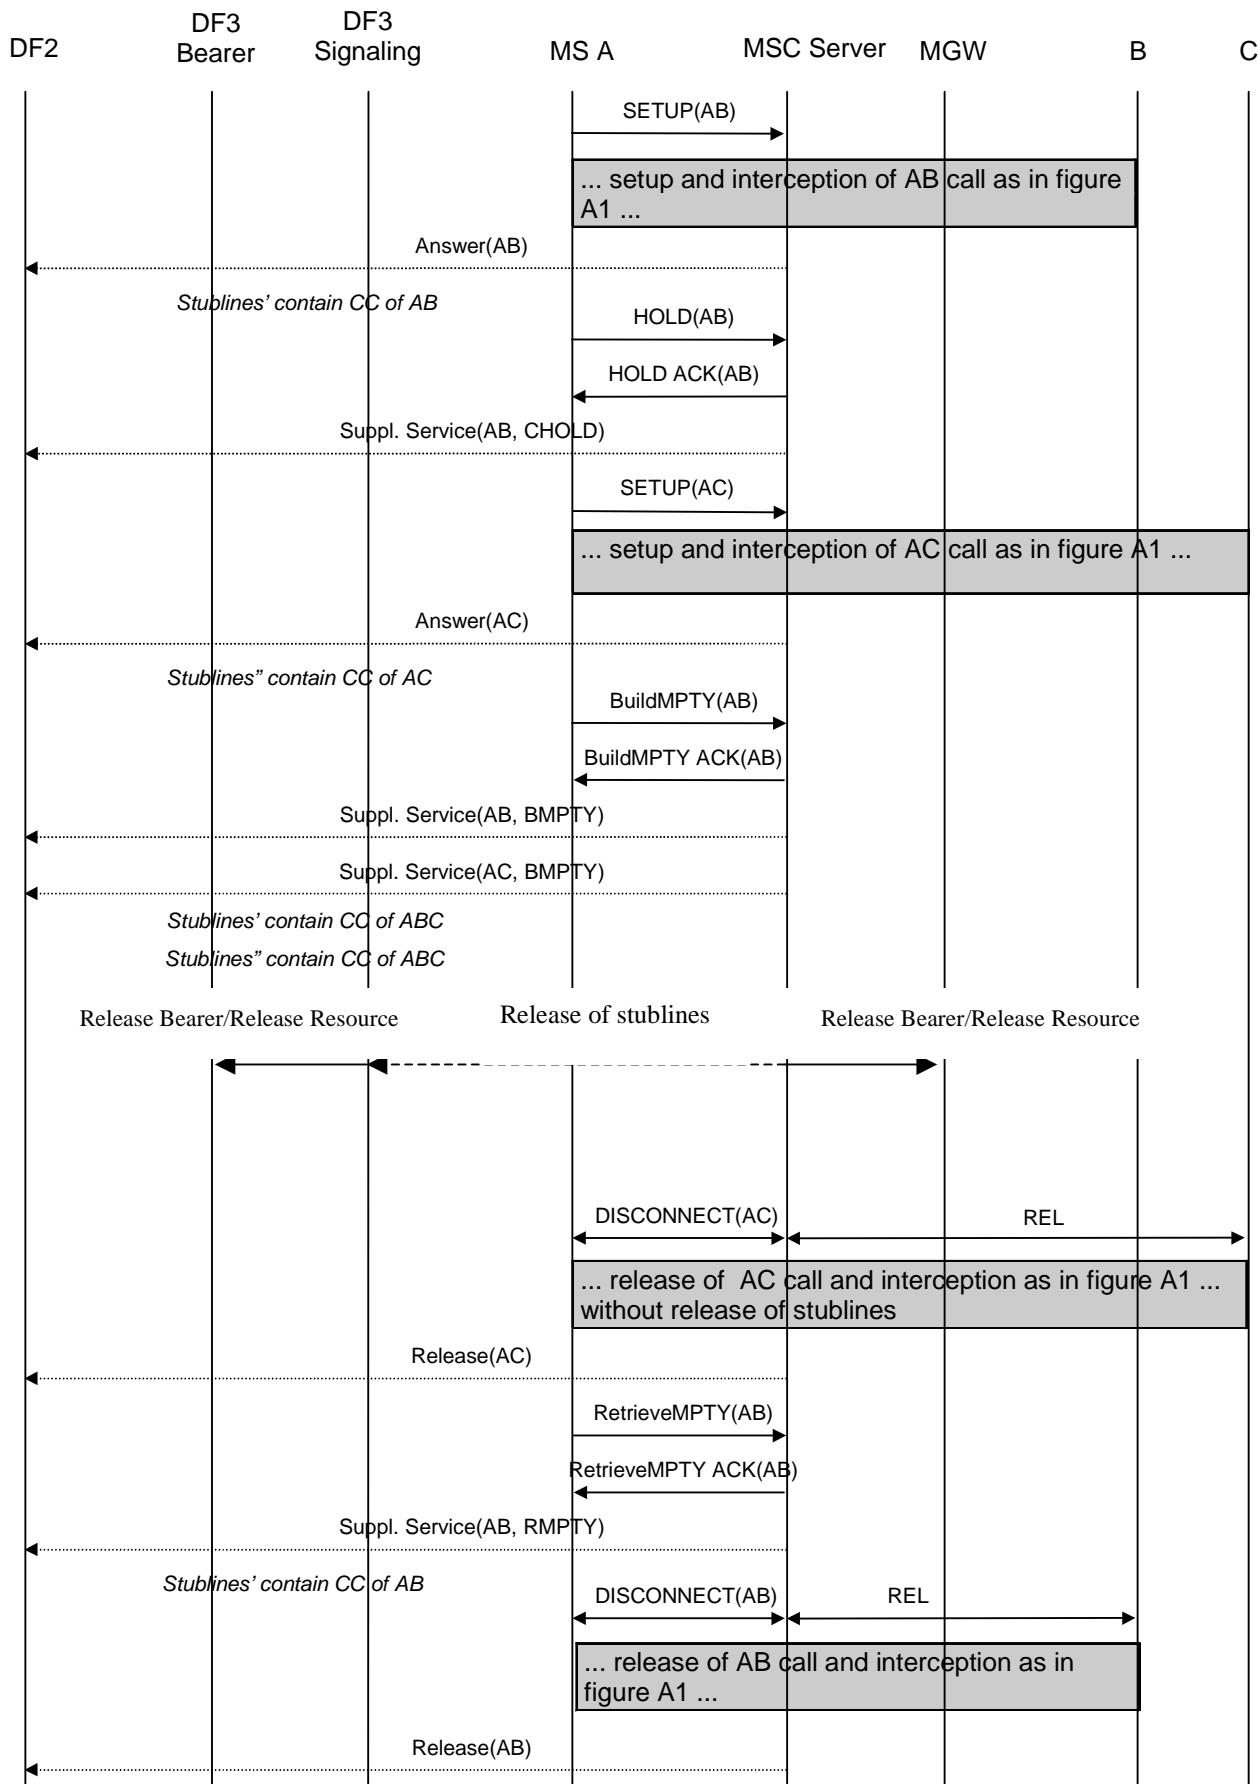 DF2
DF3
Bearer
DF3
Signaling
MS A
MSC Server
MGW
B
C
SETUP(AB)
... setup and interception of AB call as in figure
A1 ...
Answer(AB)
Stublines’ contain CC of AB
HOLD(AB)
HOLD ACK(AB)
Suppl. Service(AB, CHOLD)
SETUP(AC)
... setup and interception of AC call as in figure A1 ...
Answer(AC)
Stublines” contain CC of AC
BuildMPTY(AB)
BuildMPTY ACK(AB)
Suppl. Service(AB, BMPTY)
Suppl. Service(AC, BMPTY)
Stublines’ contain CC of ABC
Stublines” contain CC of ABC
Release Bearer/Release Resource
Release of stublines
Release Bearer/Release Resource
DISCONNECT(AC)
REL
... release of AC call and interception as in figure A1 ...
without release of stublines
Release(AC)
RetrieveMPTY(AB)
RetrieveMPTY ACK(AB)
Suppl. Service(AB, RMPTY)
Stublines’ contain CC of AB
DISCONNECT(AB)
REL
... release of AB call and interception as in
figure A1 ...
Release(AB)